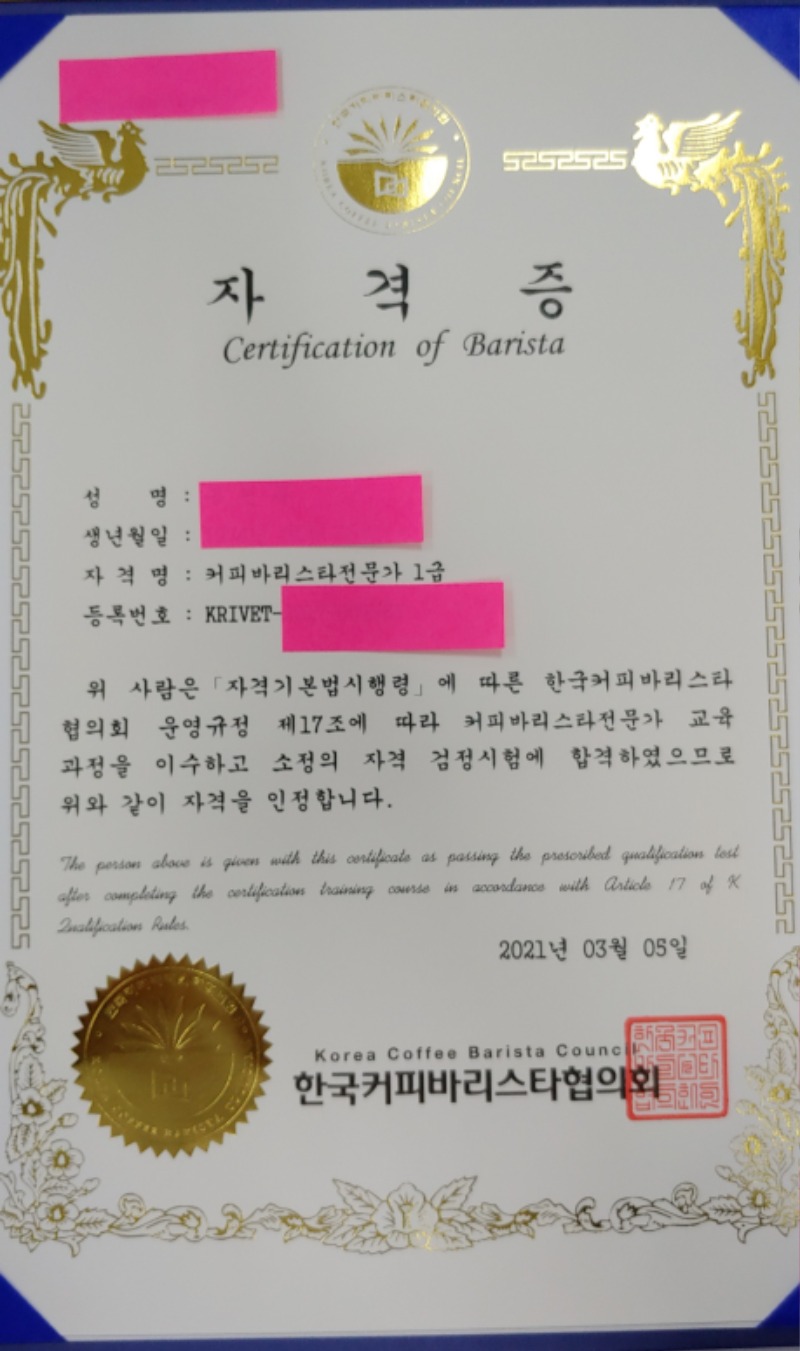 자 격 증
Certification of Barista
성 명 :
생년월일 :
자 격 명 : 커피바리스타전문가 1급
등록번호 : KRIVET-
위 사람은 「자격기본법시행령」에 따른 한국커피바리스타
협의회 운영규정 제17조에 따라 커피바리스타전문가 교육
과정을 이수하고 소정의 자격 검정시험에 합격하였으므로
위와 같이 자격을 인정합니다.
The person above is given with this certificate as passing the prescribed qualification test
after completing the certification training course in accordance with Article 17 of K
Qualification Rules.
2021년 03월 05일
Korea Coffee Barista Council
한국커피바리스타협의회